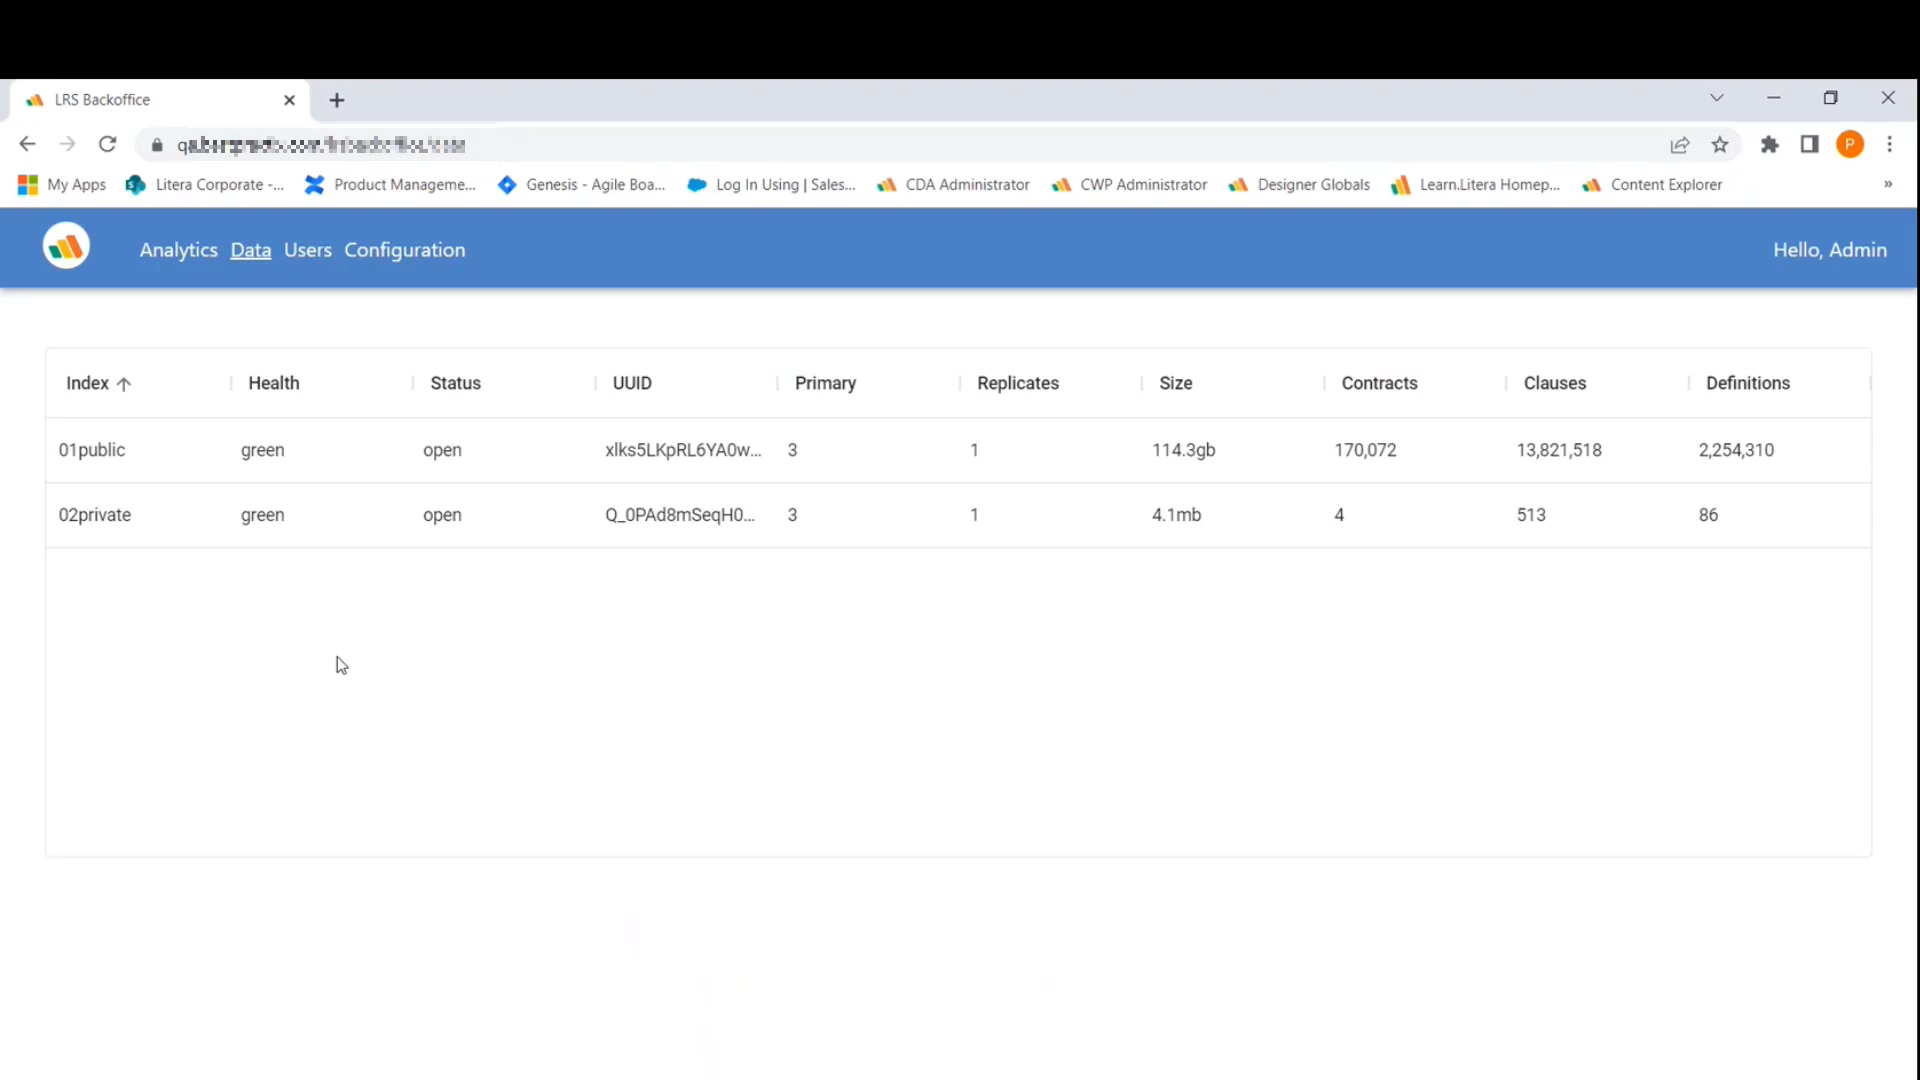 LRS Backoffice
My Apps Litera Corporate -... Product Manageme... Genesis - Agile Boa... Log In Using | Sales... CDA Administrator CWP Administrator Designer Globals Learn.Litera Homep... Content Explorer »
Analytics Data Users Configuration Hello, Admin
Index Health Status UUID Primary Replicates Size Contracts Clauses Definitions
01public green open xlks5LKpRL6YA0w... 3 1 114.3gb 170,072 13,821,518 2,254,310
02private green open Q_0PAd8mSeqH0... 3 1 4.1mb 4 513 86